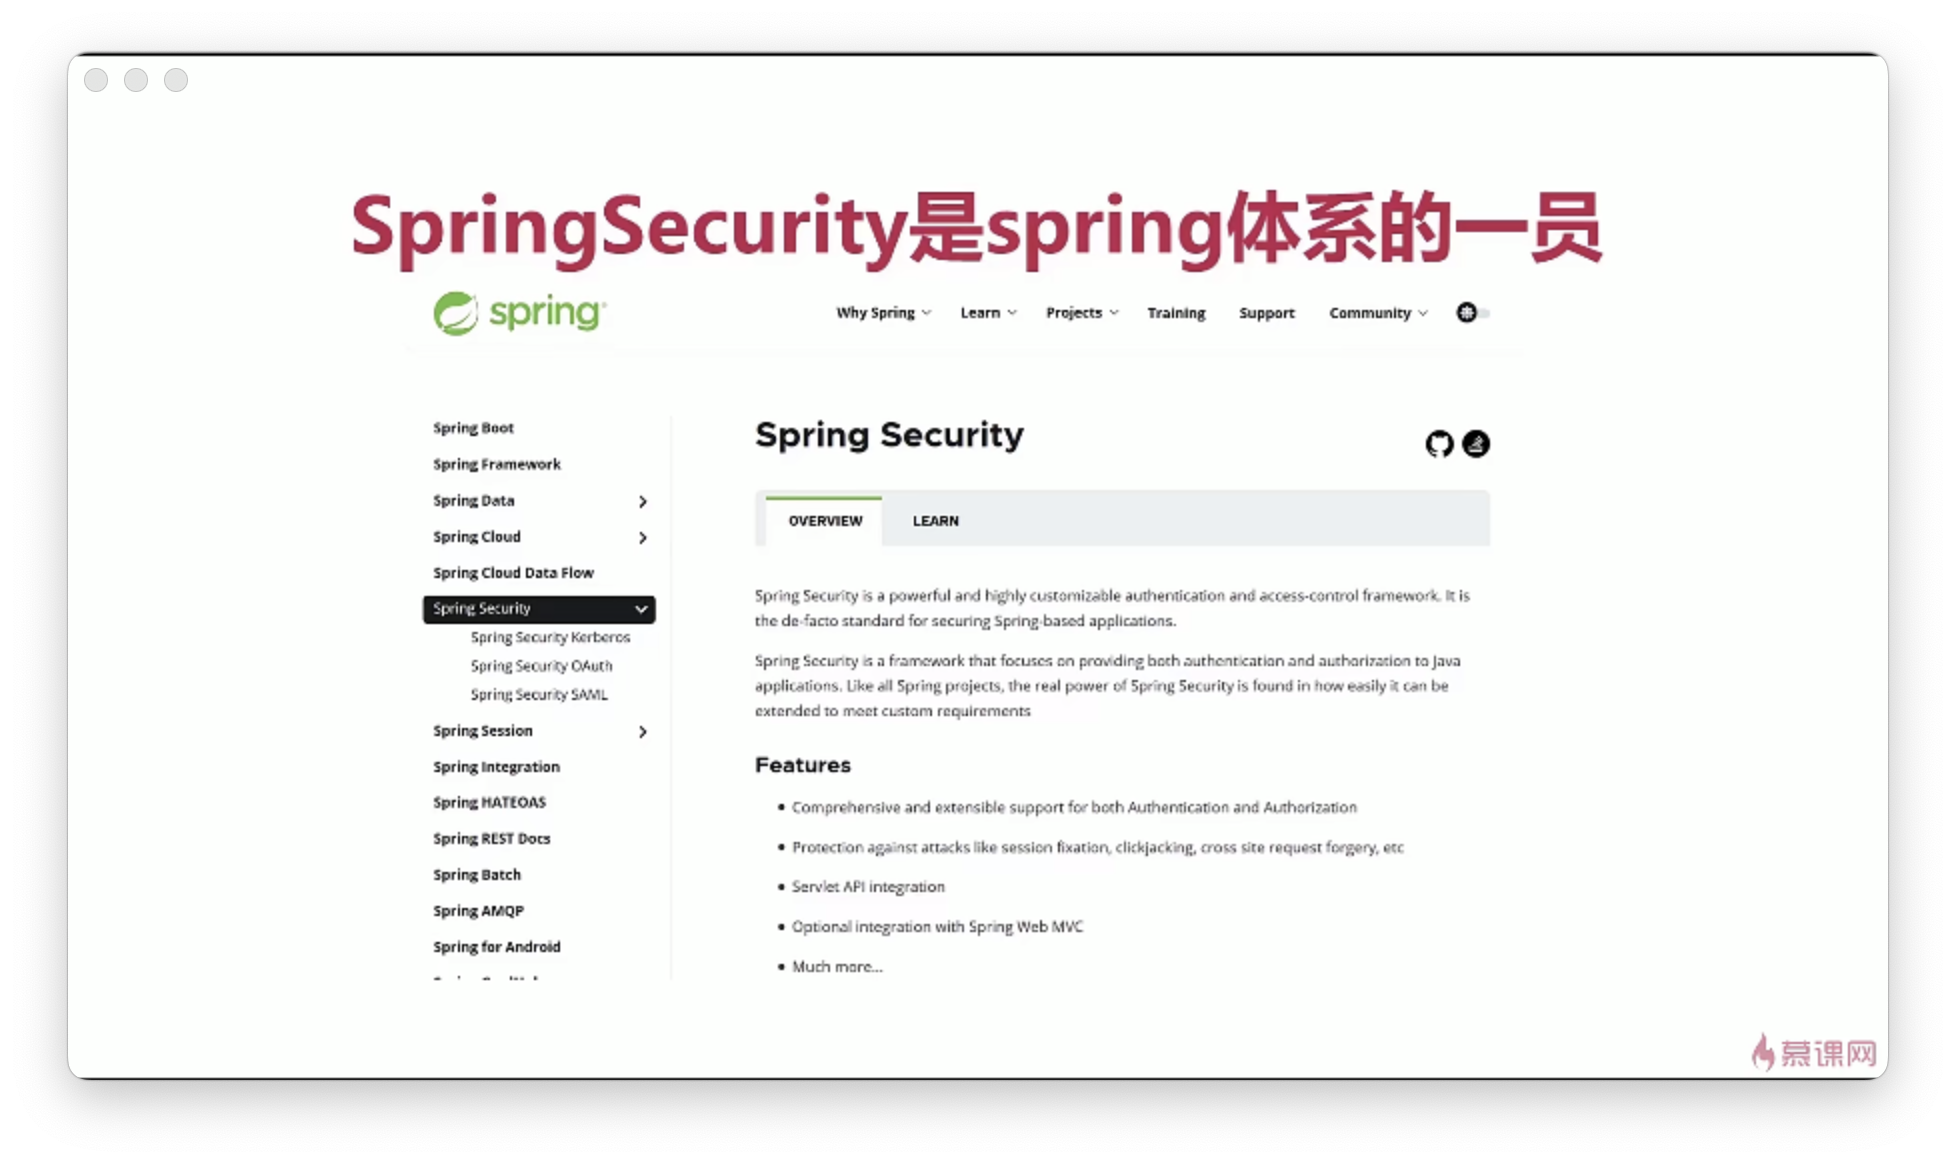 SpringSecurity是spring体系的一员
spring
Why Spring
Learn
Projects
Training
Support
Community
Spring Boot
Spring Framework
Spring Data
Spring Cloud
Spring Cloud Data Flow
Spring Security
Spring Security Kerberos
Spring Security OAuth
Spring Security SAML
Spring Session
Spring Integration
Spring HATEOAS
Spring REST Docs
Spring Batch
Spring AMQP
Spring for Android
Spring Security
OVERVIEW
LEARN
Spring Security is a powerful and highly customizable authentication and access-control framework. It is
the de-facto standard for securing Spring-based applications.
Spring Security is a framework that focuses on providing both authentication and authorization to Java
applications. Like all Spring projects, the real power of Spring Security is found in how easily it can be
extended to meet custom requirements
Features
• Comprehensive and extensible support for both Authentication and Authorization
• Protection against attacks like session fixation, clickjacking, cross site request forgery, etc
• Servlet API integration
• Optional integration with Spring Web MVC
• Much more...
慕课网